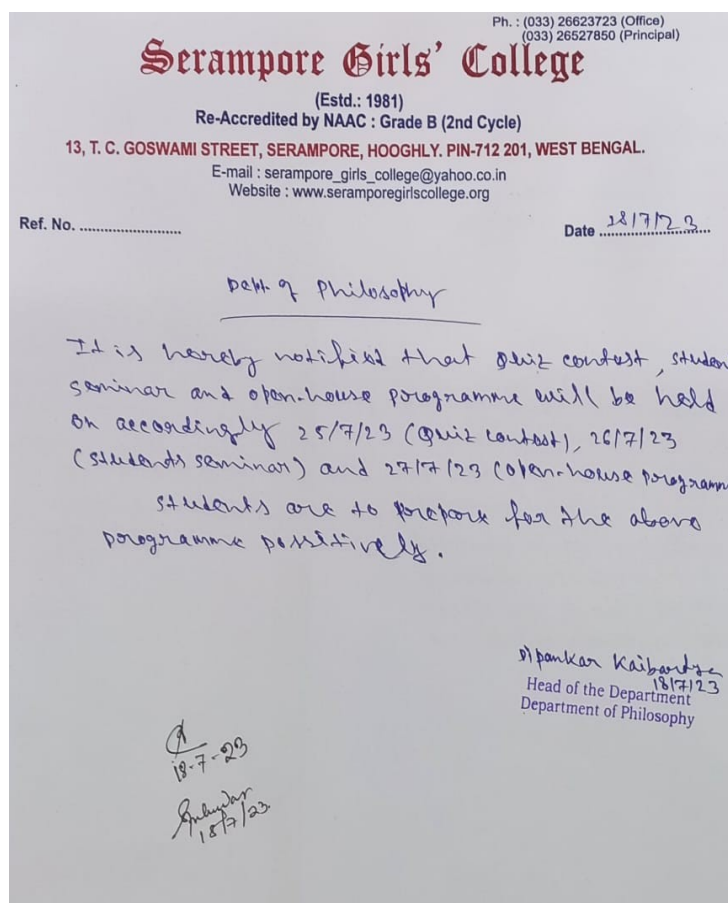 Ph. : (033) 26623723 (Office)
(033) 26527850 (Principal)
Serampore Girls' College
(Estd.: 1981)
Re-Accredited by NAAC : Grade B (2nd Cycle)
13, T. C. GOSWAMI STREET, SERAMPORE, HOOGHLY. PIN-712 201, WEST BENGAL.
E-mail : serampore_girls_college@yahoo.co.in
Website : www.seramporegirlscollege.org
Ref. No. ..........................
Date 18/7/23
Dept. of Philosophy
It is hereby notified that Quiz contest, studen
seminar and open-house programme will be held
on accordingly 25/7/23 (Quiz contest), 26/7/23
(students seminar) and 27/7/23 (open-house programm
students are to prepare for the above
programme possitively.
Dipankar Kaibartya
18/7/23
Head of the Department
Department of Philosophy
18-7-23
18/7/23